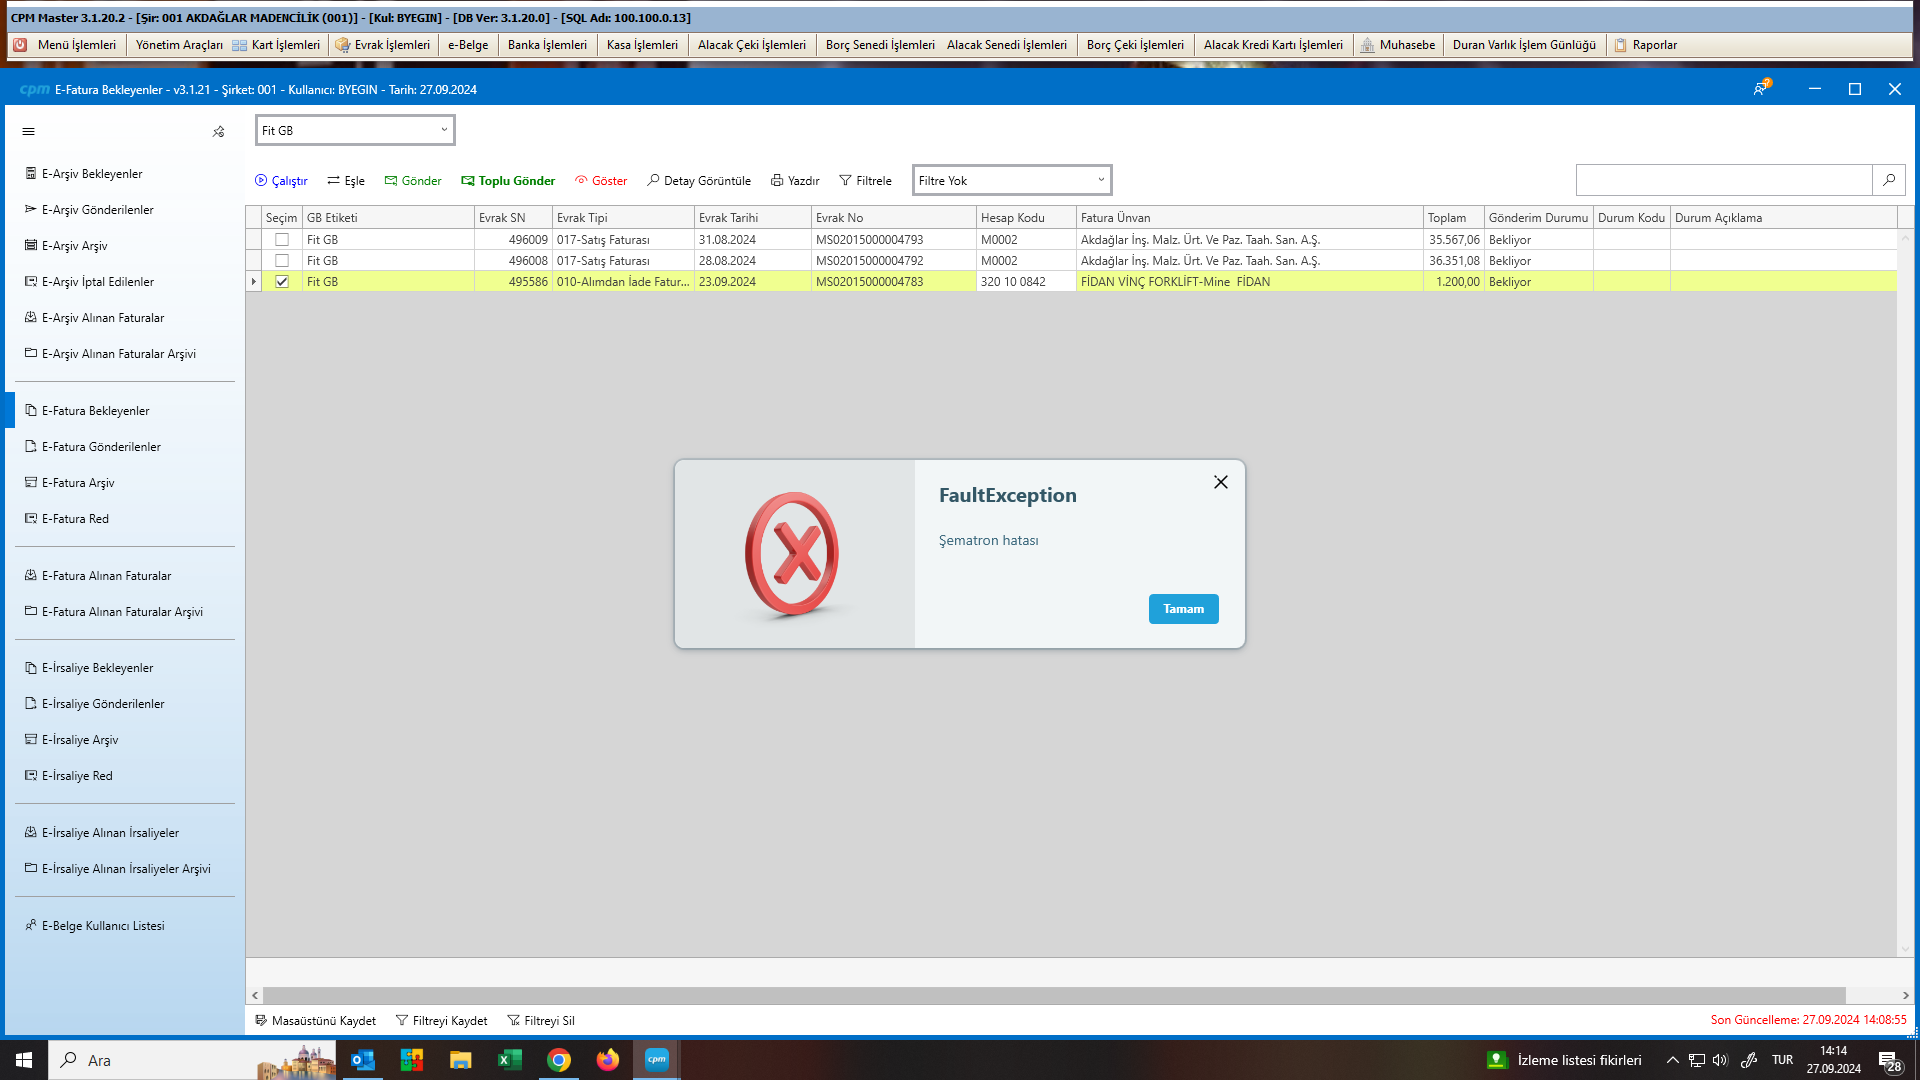 CPM Master 3.1.20.2 - [Şir: 001 AKDAĞLAR MADENCİLİK (001)] - [Kul: BYEGIN] - [DB Ver: 3.1.20.0] - [SQL Adı: 100.100.0.13]
Menü İşlemleri Yönetim Araçları Kart İşlemleri Evrak İşlemleri e-Belge Banka İşlemleri Kasa İşlemleri Alacak Çeki İşlemleri Borç Senedi İşlemleri Alacak Senedi İşlemleri Borç Çeki İşlemleri Alacak Kredi Kartı İşlemleri Muhasebe Duran Varlık İşlem Günlüğü Raporlar
cpm E-Fatura Bekleyenler - v3.1.21 - Şirket: 001 - Kullanıcı: BYEGIN - Tarih: 27.09.2024
Fit GB
Çalıştır Eşle Gönder Toplu Gönder Göster Detay Görüntüle Yazdır Filtrele Filtre Yok
Seçim GB Etiketi Evrak SN Evrak Tipi Evrak Tarihi Evrak No Hesap Kodu Fatura Ünvan Toplam Gönderim Durumu Durum Kodu Durum Açıklama
Fit GB 496009 017-Satış Faturası 31.08.2024 MS02015000004793 M0002 Akdağlar İnş. Malz. Ürt. Ve Paz. Taah. San. A.Ş. 35.567,06 Bekliyor
Fit GB 496008 017-Satış Faturası 28.08.2024 MS02015000004792 M0002 Akdağlar İnş. Malz. Ürt. Ve Paz. Taah. San. A.Ş. 36.351,08 Bekliyor
Fit GB 495586 010-Alımdan İade Fatur... 23.09.2024 MS02015000004783 320 10 0842 FİDAN VİNÇ FORKLİFT-Mine FİDAN 1.200,00 Bekliyor
E-Arşiv Bekleyenler
E-Arşiv Gönderilenler
E-Arşiv Arşiv
E-Arşiv İptal Edilenler
E-Arşiv Alınan Faturalar
E-Arşiv Alınan Faturalar Arşivi
E-Fatura Bekleyenler
E-Fatura Gönderilenler
E-Fatura Arşiv
E-Fatura Red
E-Fatura Alınan Faturalar
E-Fatura Alınan Faturalar Arşivi
E-İrsaliye Bekleyenler
E-İrsaliye Gönderilenler
E-İrsaliye Arşiv
E-İrsaliye Red
E-İrsaliye Alınan İrsaliyeler
E-İrsaliye Alınan İrsaliyeler Arşivi
E-Belge Kullanıcı Listesi
FaultException
Şematron hatası
Tamam
Masaüstünü Kaydet Filtreyi Kaydet Filtreyi Sil
Son Güncelleme: 27.09.2024 14:08:55
Ara
cpm
İzleme listesi fikirleri
TUR
14:14
27.09.2024
28